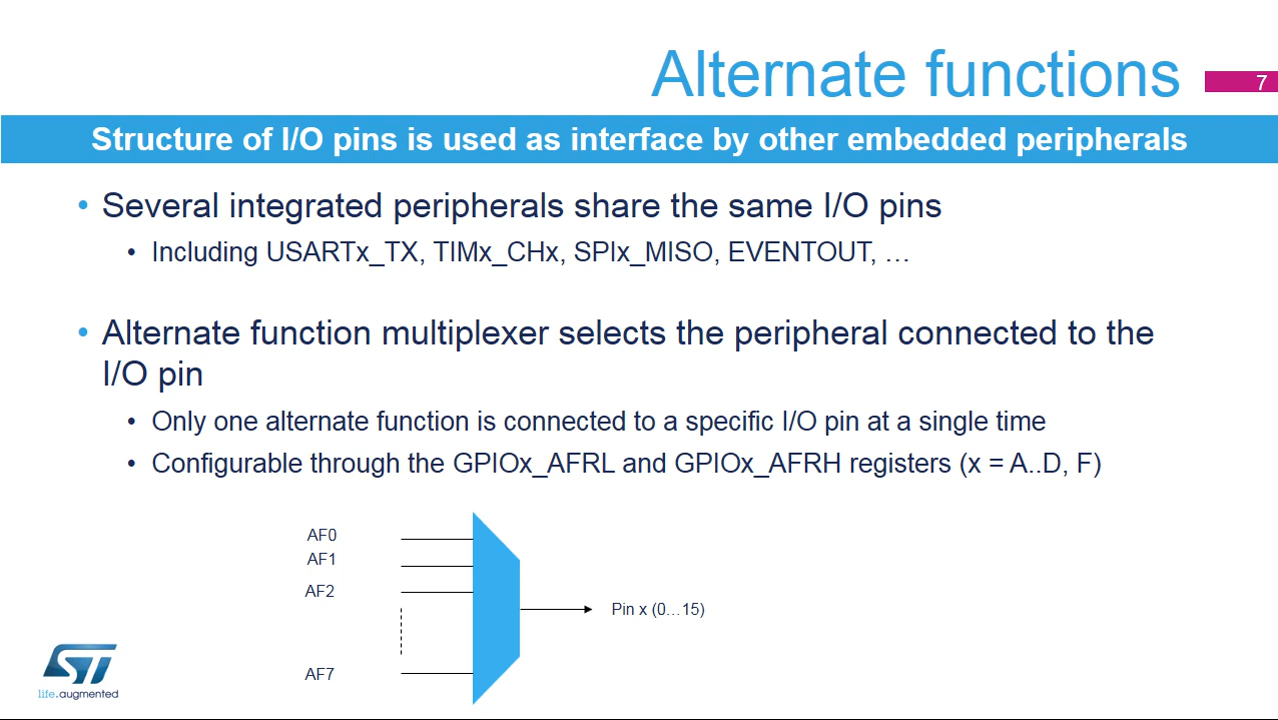 Alternate functions
7
Structure of I/O pins is used as interface by other embedded peripherals
• Several integrated peripherals share the same I/O pins
• Including USARTx_TX, TIMx_CHx, SPIx_MISO, EVENTOUT, …
• Alternate function multiplexer selects the peripheral connected to the
I/O pin
• Only one alternate function is connected to a specific I/O pin at a single time
• Configurable through the GPIOx_AFRL and GPIOx_AFRH registers (x = A..D, F)
AF0
AF1
AF2
Pin x (0…15)
AF7
ST
life.augmented